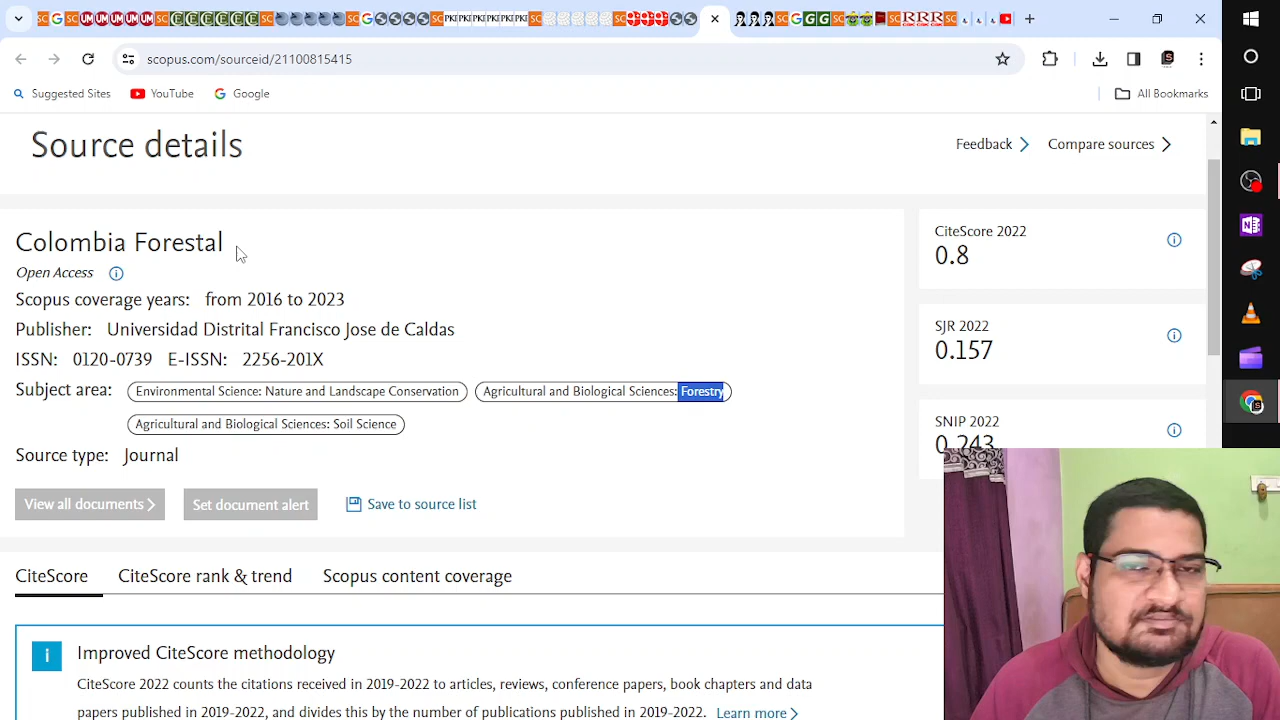 scopus.com/sourceid/21100815415
Suggested Sites YouTube Google All Bookmarks
Source details
Feedback Compare sources
Colombia Forestal
Open Access
Scopus coverage years: from 2016 to 2023
Publisher: Universidad Distrital Francisco Jose de Caldas
ISSN: 0120-0739 E-ISSN: 2256-201X
Subject area: Environmental Science: Nature and Landscape Conservation Agricultural and Biological Sciences: Forestry
Agricultural and Biological Sciences: Soil Science
Source type: Journal
View all documents Set document alert Save to source list
CiteScore 2022
0.8
SJR 2022
0.157
SNIP 2022
0.243
CiteScore CiteScore rank & trend Scopus content coverage
Improved CiteScore methodology
CiteScore 2022 counts the citations received in 2019-2022 to articles, reviews, conference papers, book chapters and data
papers published in 2019-2022, and divides this by the number of publications published in 2019-2022. Learn more